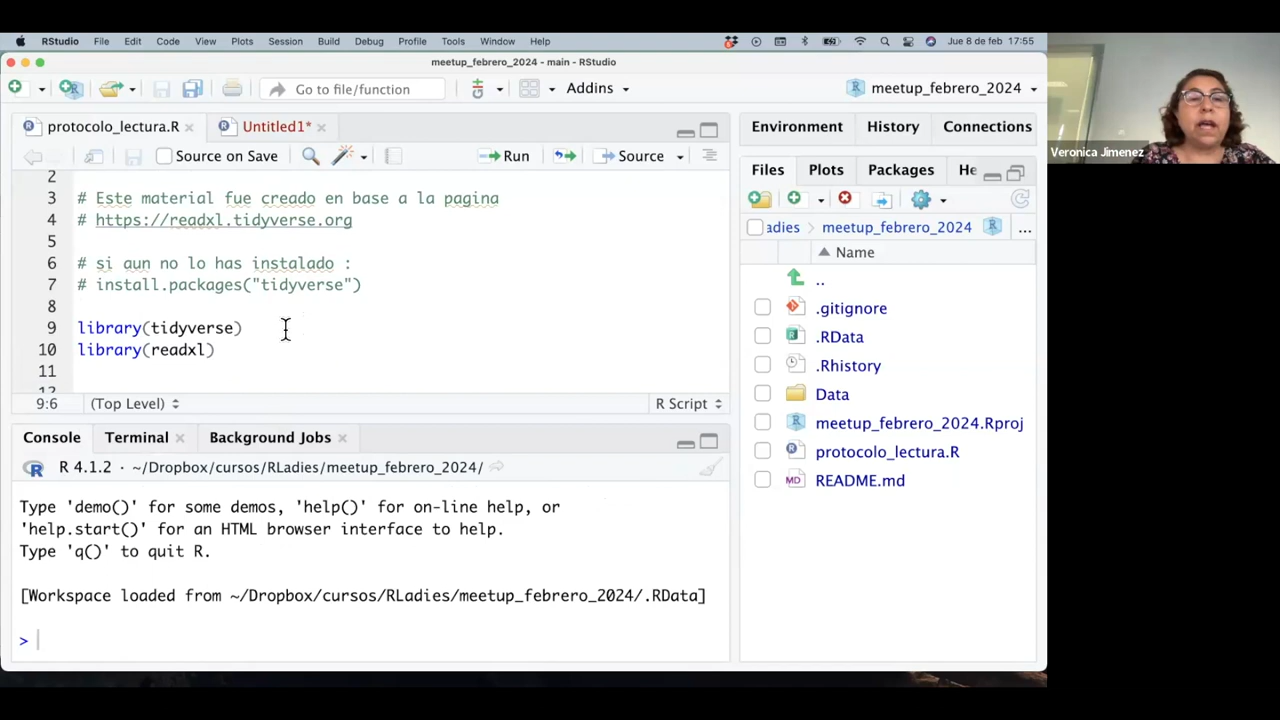 RStudio File Edit Code View Plots Session Build Debug Profile Tools Window Help Jue 8 de feb 17:55
meetup_febrero_2024 - main - RStudio
Go to file/function Addins meetup_febrero_2024
protocolo_lectura.R Untitled1*
Source on Save Run Source
2
3 # Este material fue creado en base a la pagina
4 # https://readxl.tidyverse.org
5
6 # si aun no lo has instalado :
7 # install.packages("tidyverse")
8
9 library(tidyverse)
10 library(readxl)
11
12
9:6 (Top Level) R Script
Console Terminal Background Jobs
R 4.1.2 · ~/Dropbox/cursos/RLadies/meetup_febrero_2024/
Type 'demo()' for some demos, 'help()' for on-line help, or
'help.start()' for an HTML browser interface to help.
Type 'q()' to quit R.
[Workspace loaded from ~/Dropbox/cursos/RLadies/meetup_febrero_2024/.RData]
>
Environment History Connections
Files Plots Packages He
adies > meetup_febrero_2024 ...
Name
..
.gitignore
.RData
.Rhistory
Data
meetup_febrero_2024.Rproj
protocolo_lectura.R
MD README.md
Veronica Jimenez